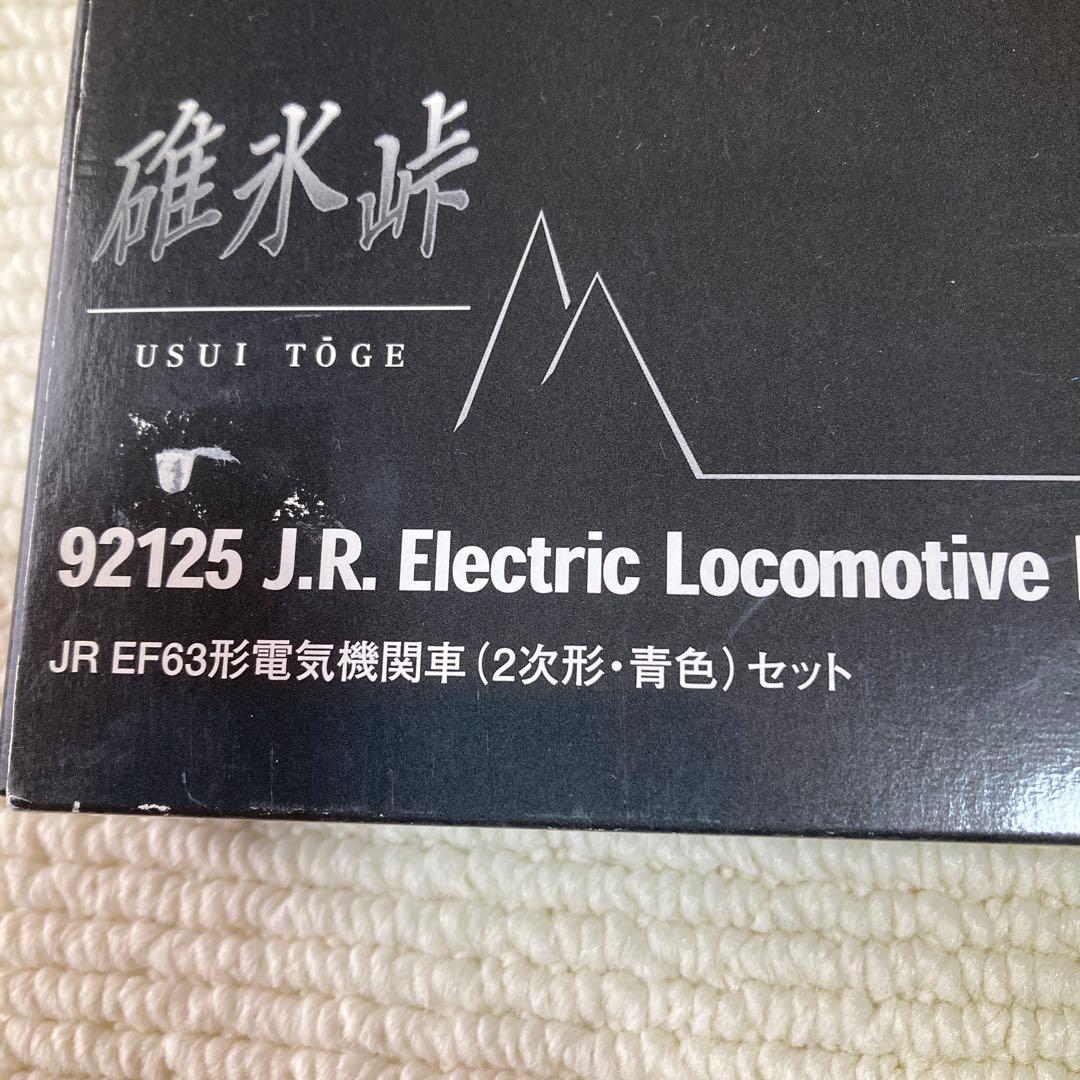 碓氷峠
USUI TŌGE
92125 J.R. Electric Locomotive
JR EF63形電気機関車(2次形・青色)セット